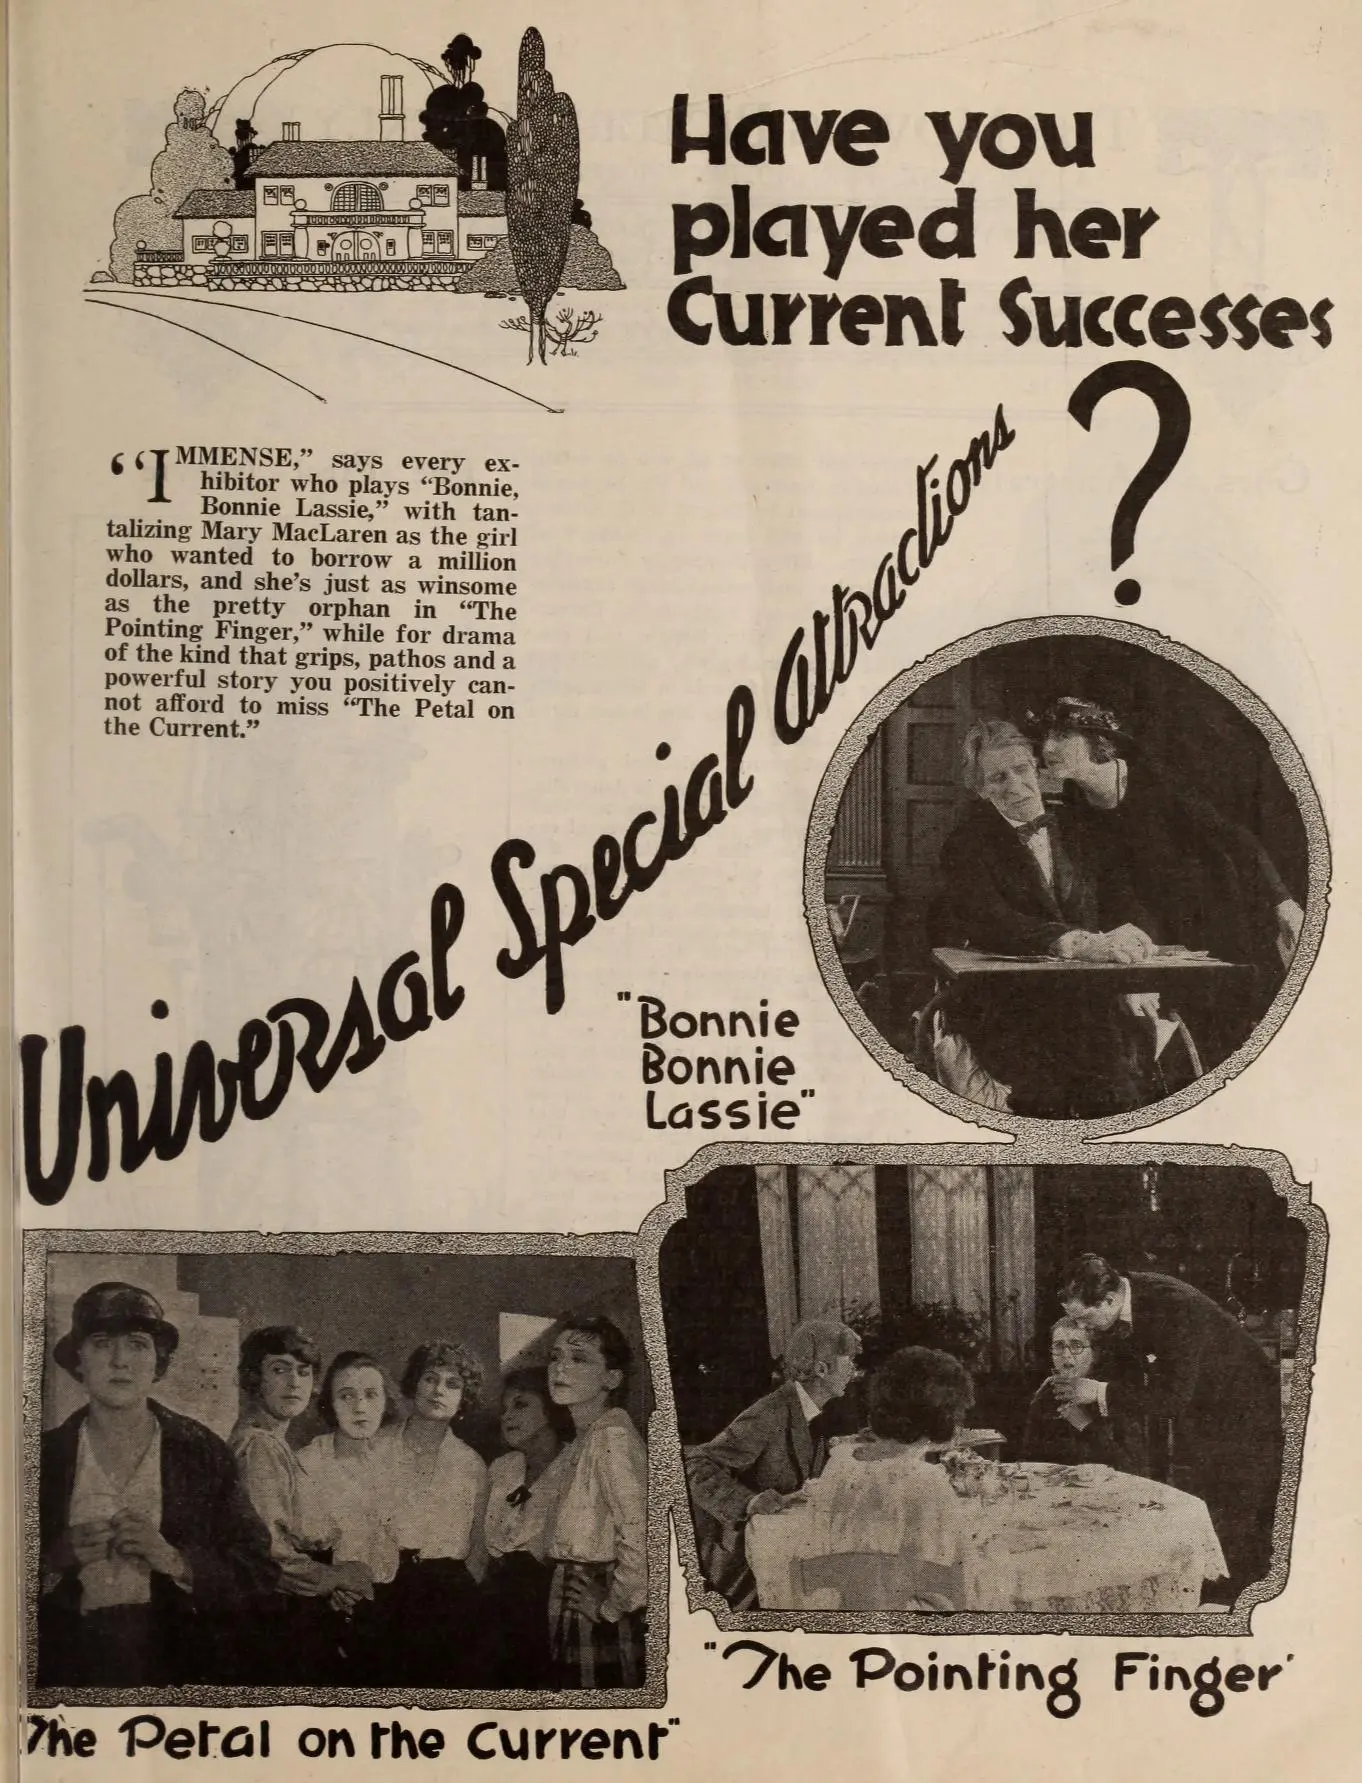 Have you
played her
Current Successes
?
“IMMENSE,” says every ex-
hibitor who plays “Bonnie,
Bonnie Lassie,” with tan-
talizing Mary MacLaren as the girl
who wanted to borrow a million
dollars, and she’s just as winsome
as the pretty orphan in “The
Pointing Finger,” while for drama
of the kind that grips, pathos and a
powerful story you positively can-
not afford to miss “The Petal on
the Current.”
Universal Special Attractions
"Bonnie
Bonnie
Lassie"
"The Pointing Finger'
"The Petal on the Current"